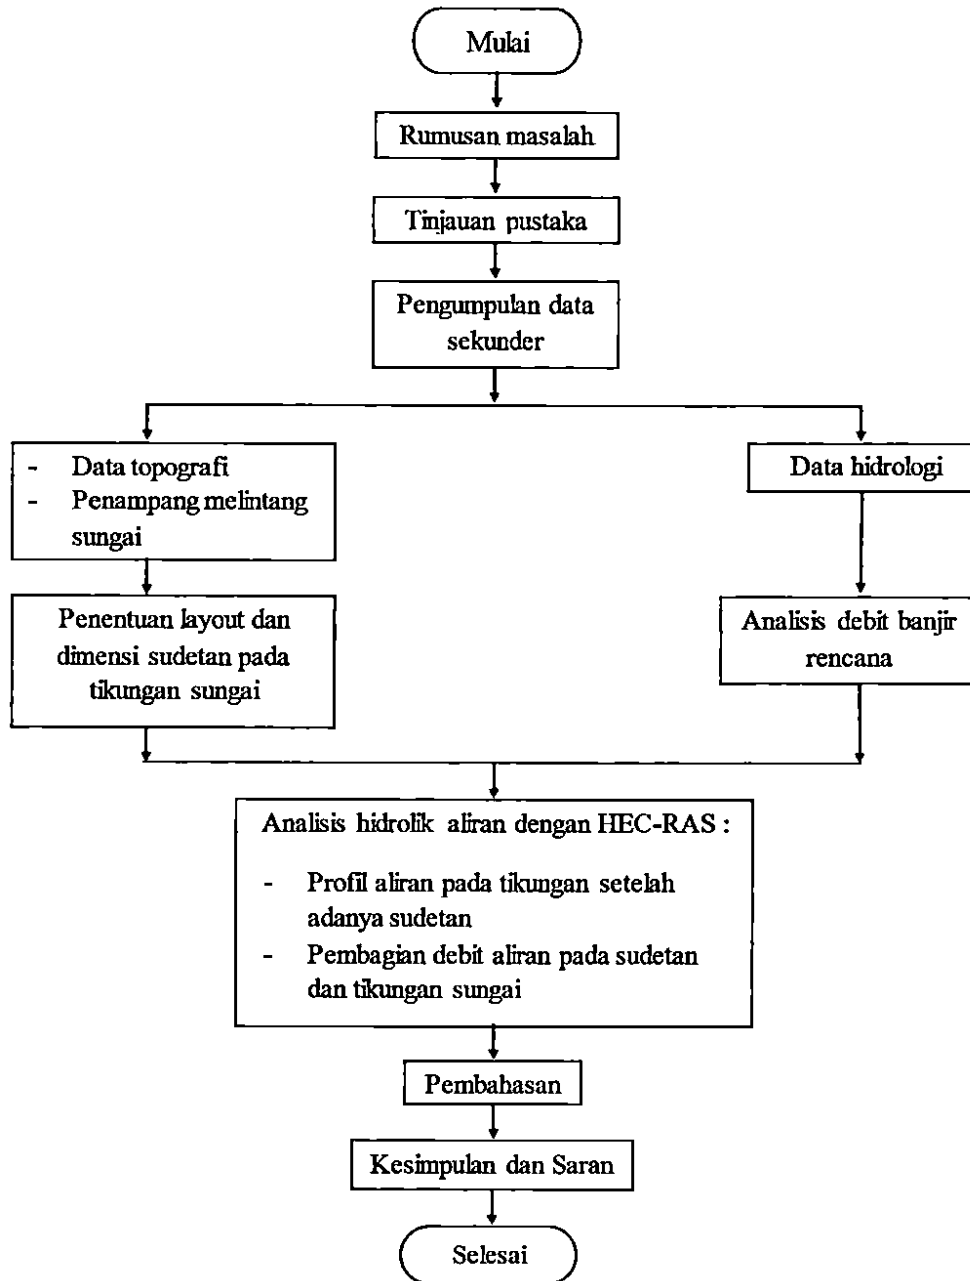 Mulai
Rumusan masalah
Tinjauan pustaka
Pengumpulan data
sekunder
- Data topografi
- Penampang melintang
sungai
Data hidrologi
Penentuan layout dan
dimensi sudetan pada
tikungan sungai
Analisis debit banjir
rencana
Analisis hidrolik aliran dengan HEC-RAS :
- Profil aliran pada tikungan setelah
adanya sudetan
- Pembagian debit aliran pada sudetan
dan tikungan sungai
Pembahasan
Kesimpulan dan Saran
Selesai